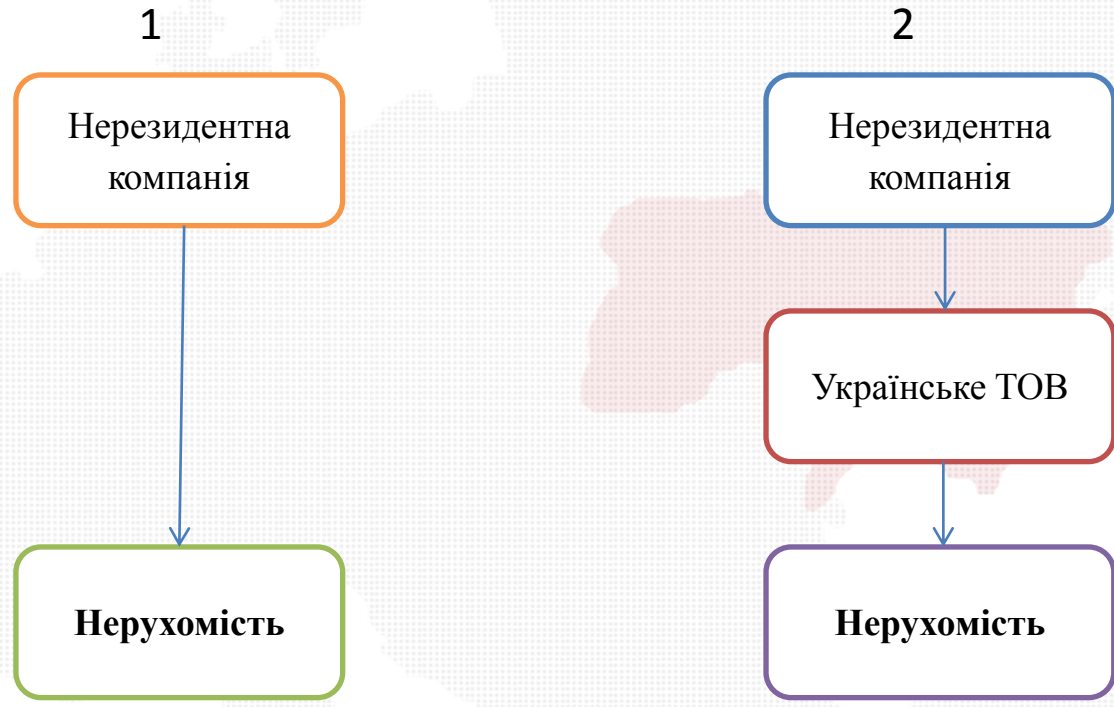 1
Нерезидентна
компанія
Нерухомість
2
Нерезидентна
компанія
Українське ТОВ
Нерухомість